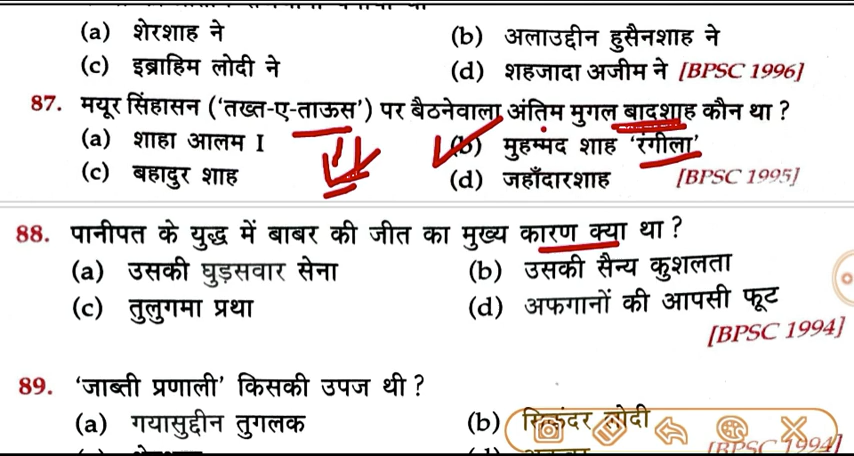 (a) शेरशाह ने (b) अलाउद्दीन हुसैनशाह ने
(c) इब्राहिम लोदी ने (d) शहजादा अजीम ने [BPSC 1996]
87. मयूर सिंहासन ('तख्त-ए-ताऊस') पर बैठनेवाला अंतिम मुगल बादशाह कौन था ?
(a) शाहा आलम I (b) मुहम्मद शाह 'रंगीला'
(c) बहादुर शाह (d) जहाँदारशाह [BPSC 1995]
88. पानीपत के युद्ध में बाबर की जीत का मुख्य कारण क्या था ?
(a) उसकी घुड़सवार सेना (b) उसकी सैन्य कुशलता
(c) तुलुगमा प्रथा (d) अफगानों की आपसी फूट
[BPSC 1994]
89. 'जाब्ती प्रणाली' किसकी उपज थी ?
(a) गयासुद्दीन तुगलक (b) सिकंदर लोदी
[BPSC 1994]